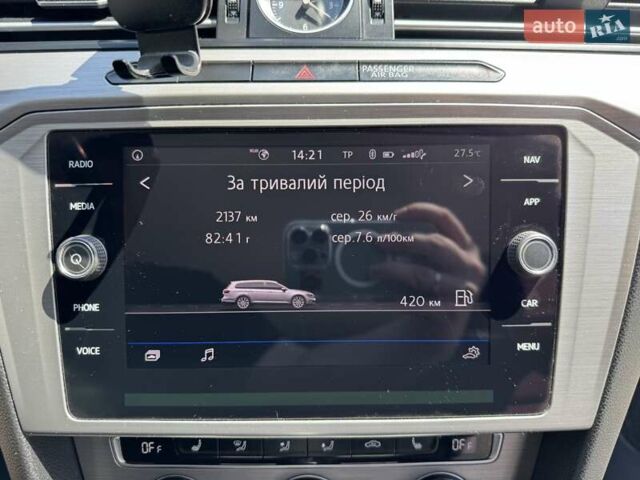 auto RIA .com
PASSENGER
AIR BAG
RADIO
MEDIA
PHONE
VOICE
NAV
APP
CAR
MENU
14:21 TP 27.5°C
За тривалий період
2137 км сер. 26 км/г
82:41 г сер. 7.6 л/100км
420 км
OFF OFF